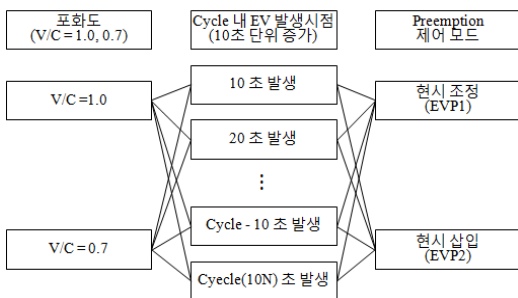 포화도
(V/C = 1.0, 0.7)
Cycle 내 EV 발생시점
(10초 단위 증가)
Preemption
제어 모드
V/C =1.0
V/C = 0.7
10 초 발생
20 초 발생
⋮
Cycle - 10 초 발생
Cyecle(10N) 초 발생
현시 조정
(EVP1)
현시 삽입
(EVP2)